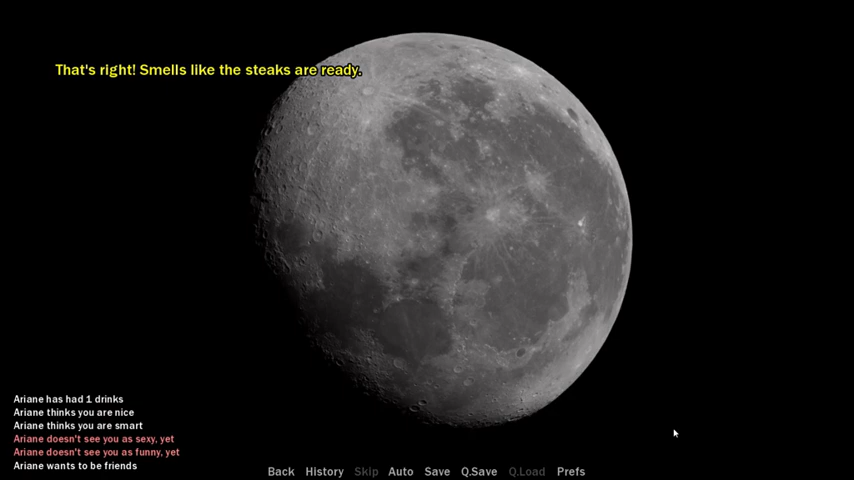 That's right! Smells like the steaks are ready.
Ariane has had 1 drinks
Ariane thinks you are nice
Ariane thinks you are smart
Ariane doesn't see you as sexy, yet
Ariane doesn't see you as funny, yet
Ariane wants to be friends
Back History Skip Auto Save Q.Save Q.Load Prefs